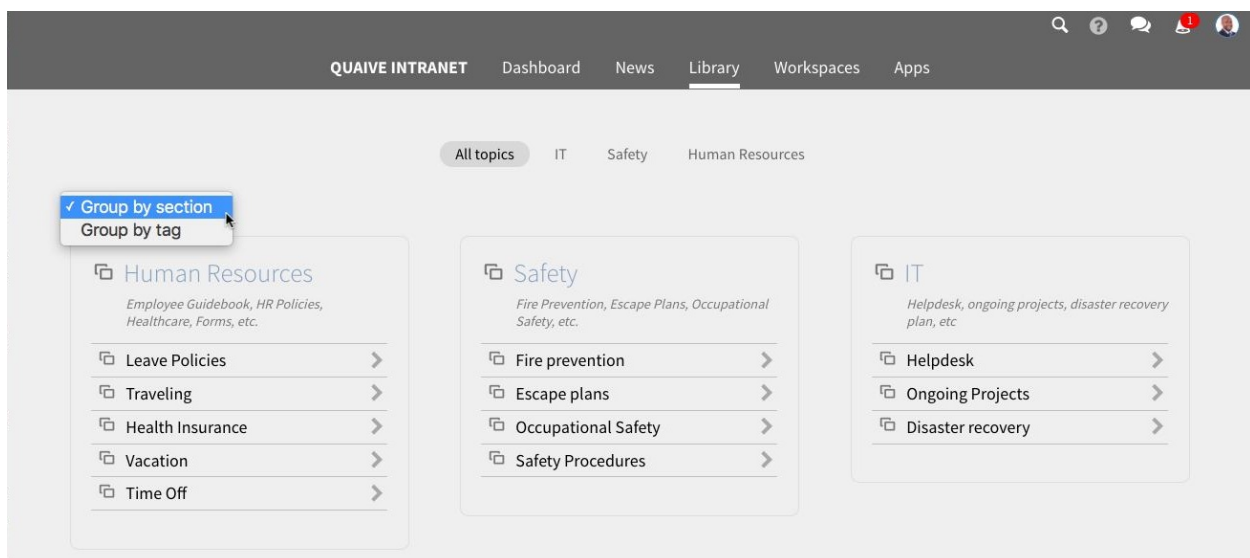 1
QUAIVE INTRANET Dashboard News Library Workspaces Apps
All topics IT Safety Human Resources
✓ Group by section
Group by tag
Human Resources
Employee Guidebook, HR Policies,
Healthcare, Forms, etc.
Leave Policies
Traveling
Health Insurance
Vacation
Time Off
Safety
Fire Prevention, Escape Plans, Occupational
Safety, etc.
Fire prevention
Escape plans
Occupational Safety
Safety Procedures
IT
Helpdesk, ongoing projects, disaster recovery
plan, etc
Helpdesk
Ongoing Projects
Disaster recovery